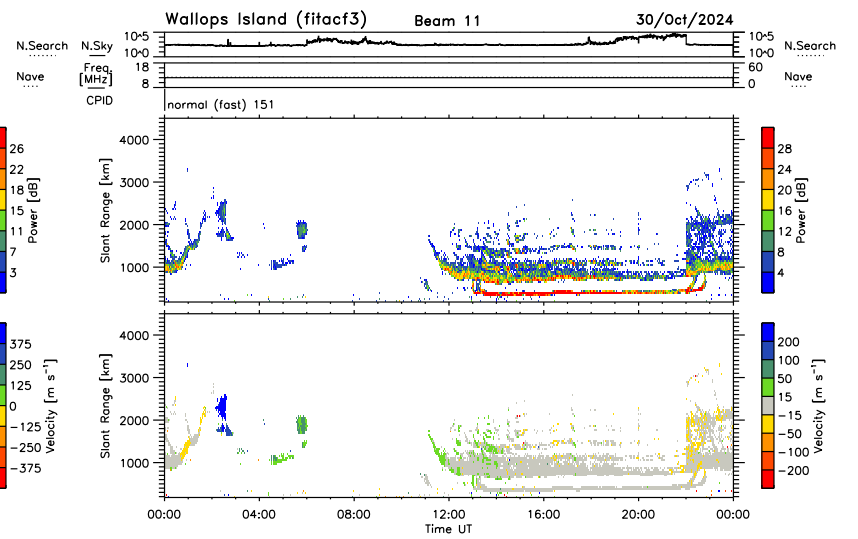 Wallops Island (fitacf3) Beam 11 30/Oct/2024
N.Search N.Sky 10^5 10^0 10^5 10^0 N.Search
Nave Freq. [MHz] 18 8 60 0 Nave
CPID normal (fast) 151
Slant Range [km] 4000 3000 2000 1000
26 22 18 15 11 7 3 Power [dB]
28 24 20 16 12 8 4 Power [dB]
Slant Range [km] 4000 3000 2000 1000
375 250 125 0 −125 −250 −375 Velocity [m s⁻¹]
200 100 50 15 −15 −50 −100 −200 Velocity [m s⁻¹]
00:00 04:00 08:00 12:00 16:00 20:00 00:00
Time UT